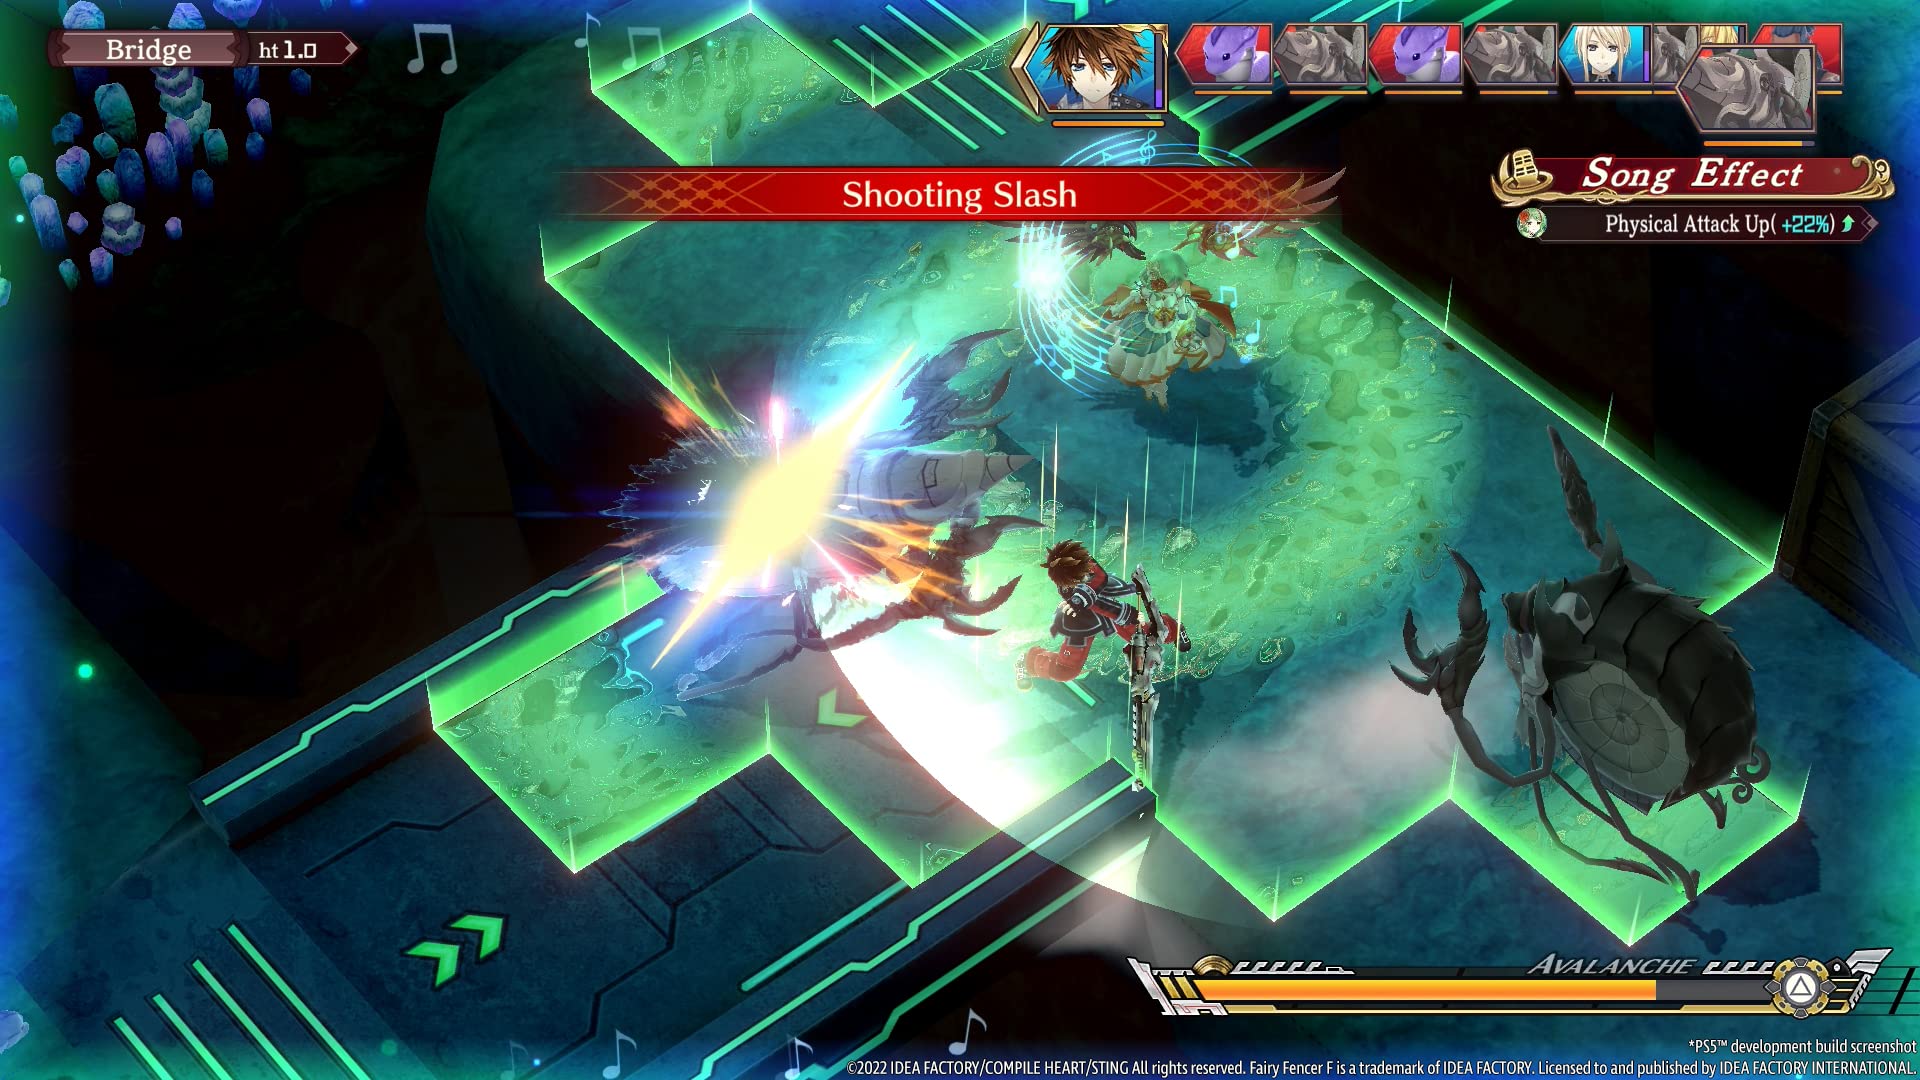 Bridge ht 1.0
Shooting Slash
Song Effect
Physical Attack Up( +22%)
AVALANCHE
*PS5™ development build screenshot
©2022 IDEA FACTORY/COMPILE HEART/STING All rights reserved. Fairy Fencer F is a trademark of IDEA FACTORY. Licensed to and published by IDEA FACTORY INTERNATIONAL.